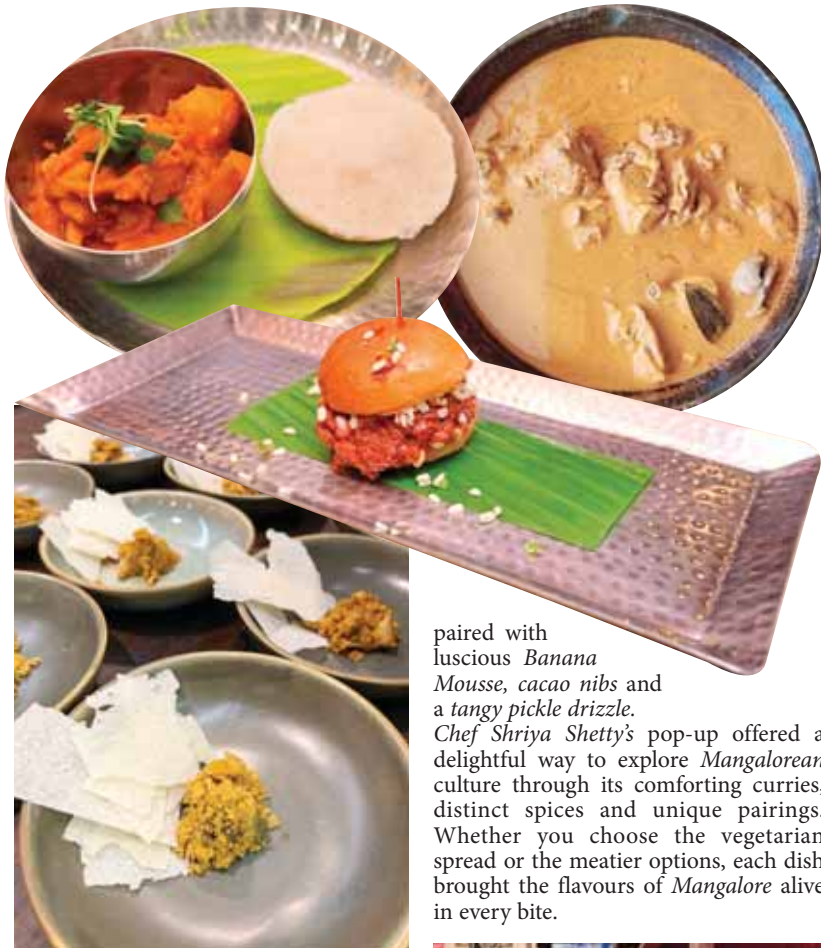 paired with
luscious Banana
Mousse, cacao nibs and
a tangy pickle drizzle.
Chef Shriya Shetty's pop-up offered a
delightful way to explore Mangalorean
culture through its comforting curries,
distinct spices and unique pairings.
Whether you choose the vegetarian
spread or the meatier options, each dish
brought the flavours of Mangalore alive
in every bite.